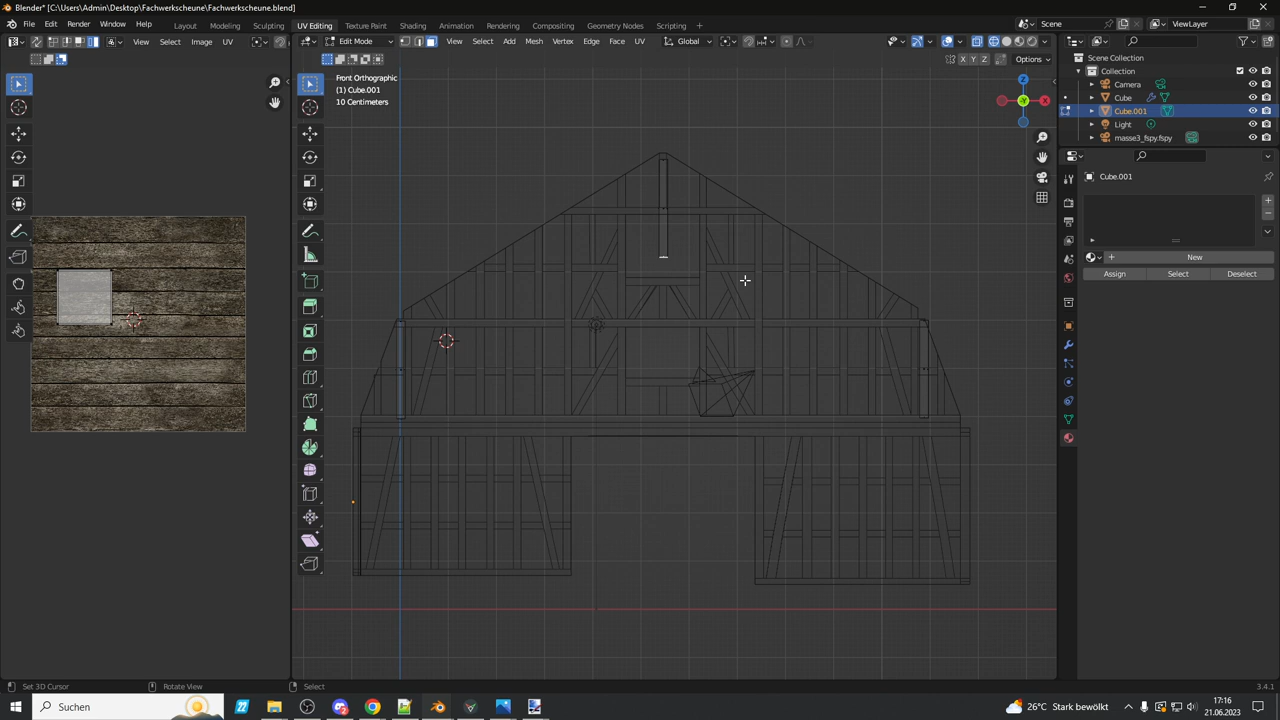 Blender* [C:\Users\Admin\Desktop\Fachwerkscheune\Fachwerkscheune.blend]
File Edit Render Window Help Layout Modeling Sculpting UV Editing Texture Paint Shading Animation Rendering Compositing Geometry Nodes Scripting + Scene ViewLayer
View Select Image UV Edit Mode View Select Add Mesh Vertex Edge Face UV Global
X Y Z Options
Front Orthographic
(1) Cube.001
10 Centimeters
Z
Y
X
Scene Collection
Collection
Camera
Cube
Cube.001
Light
masse3_fspy.fspy
Cube.001
New
Assign Select Deselect
Set 3D Cursor Rotate View Select 3.4.1
Suchen 26°C Stark bewölkt 17:16
21.06.2023